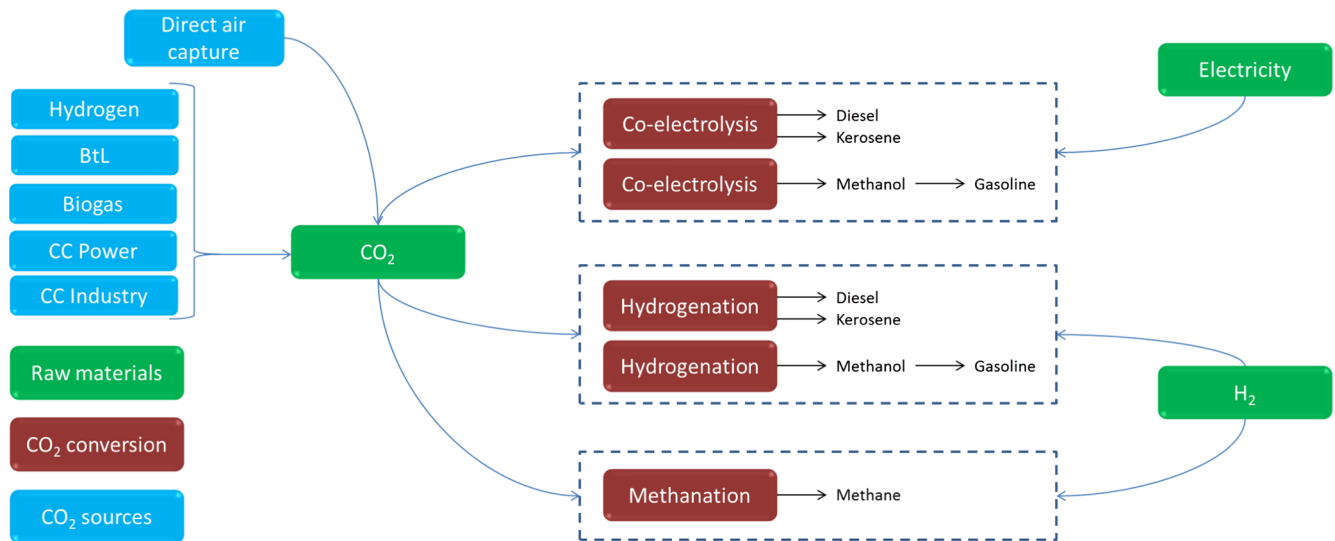 Direct air
capture
Hydrogen
BtL
Biogas
CC Power
CC Industry
Raw materials
CO₂ conversion
CO₂ sources
CO₂
Co-electrolysis
Diesel
Kerosene
Co-electrolysis
Methanol
Gasoline
Hydrogenation
Diesel
Kerosene
Hydrogenation
Methanol
Gasoline
Methanation
Methane
Electricity
H₂